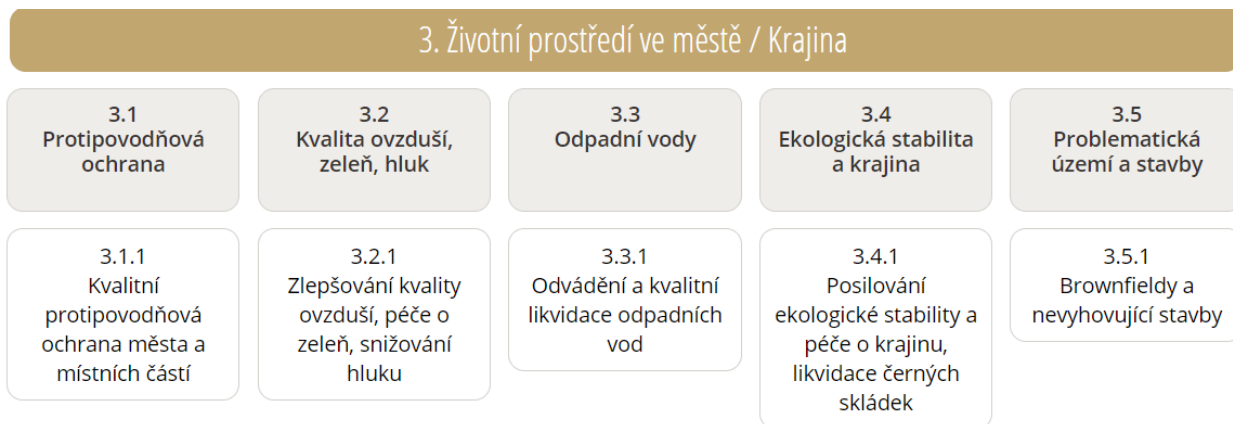 3. Životní prostředí ve městě / Krajina
3.1
Protipovodňová
ochrana
3.2
Kvalita ovzduší,
zeleň, hluk
3.3
Odpadní vody
3.4
Ekologická stabilita
a krajina
3.5
Problematická
území a stavby
3.1.1
Kvalitní
protipovodňová
ochrana města a
místních částí
3.2.1
Zlepšování kvality
ovzduší, péče o
zeleň, snižování
hluku
3.3.1
Odvádění a kvalitní
likvidace odpadních
vod
3.4.1
Posilování
ekologické stability a
péče o krajinu,
likvidace černých
skládek
3.5.1
Brownfieldy a
nevyhovující stavby